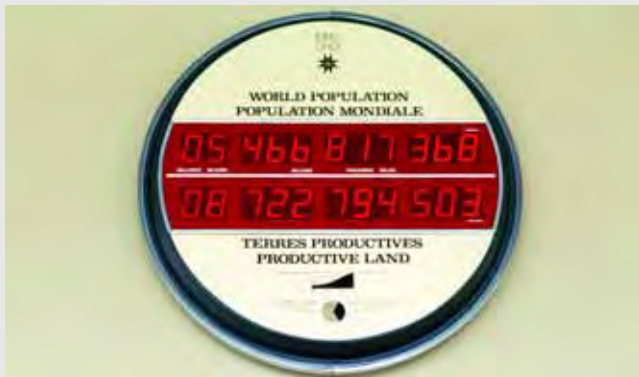 WORLD POPULATION
POPULATION MONDIALE
05 466 817 368
08 722 794 503
TERRES PRODUCTIVES
PRODUCTIVE LAND